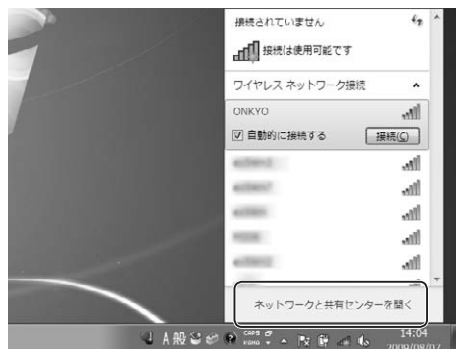 接続されていません
接続は使用可能です
ワイヤレス ネットワーク接続
ONKYO
自動的に接続する
接続(C)
ネットワークと共有センターを開く
A 般
CAPS
KANA
14:04
2009/08/07